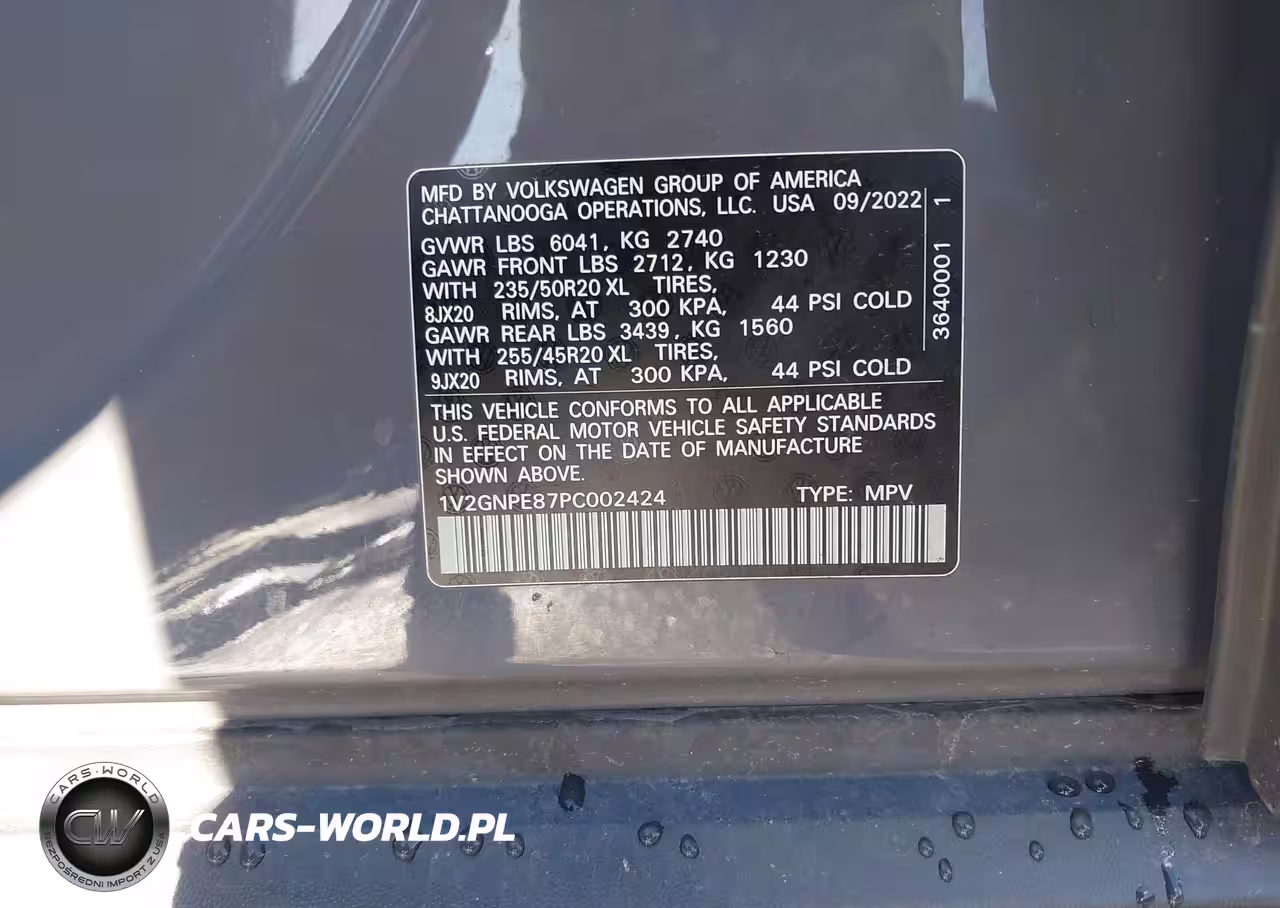 MFD BY VOLKSWAGEN GROUP OF AMERICA
CHATTANOOGA OPERATIONS, LLC. USA 09/2022
GVWR LBS 6041, KG 2740
GAWR FRONT LBS 2712, KG 1230
WITH 235/50R20 XL TIRES,
8JX20 RIMS, AT 300 KPA, 44 PSI COLD
GAWR REAR LBS 3439, KG 1560
WITH 255/45R20 XL TIRES,
9JX20 RIMS, AT 300 KPA, 44 PSI COLD
3640001 1
THIS VEHICLE CONFORMS TO ALL APPLICABLE
U.S. FEDERAL MOTOR VEHICLE SAFETY STANDARDS
IN EFFECT ON THE DATE OF MANUFACTURE
SHOWN ABOVE.
1V2GNPE87PC002424 TYPE: MPV
CARS-WORLD
CW
BEZPOŚREDNI IMPORT Z USA
CARS-WORLD.PL